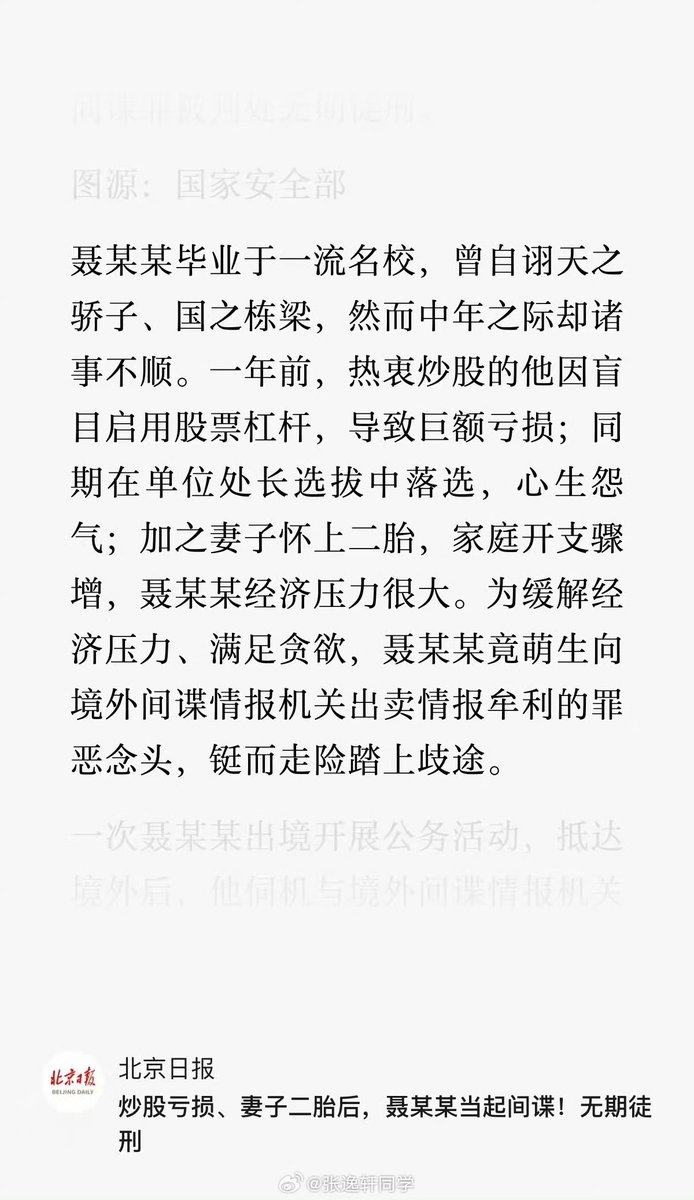 间谍罪被判处无期徒刑。
图源：国家安全部
聂某某毕业于一流名校，曾自诩天之
骄子、国之栋梁，然而中年之际却诸
事不顺。一年前，热衷炒股的他因盲
目启用股票杠杆，导致巨额亏损；同
期在单位处长选拔中落选，心生怨
气；加之妻子怀上二胎，家庭开支骤
增，聂某某经济压力很大。为缓解经
济压力、满足贪欲，聂某某竟萌生向
境外间谍情报机关出卖情报牟利的罪
恶念头，铤而走险踏上歧途。
一次聂某某出境开展公务活动，抵达
境外后，他伺机与境外间谍情报机关
北京日报
BEIJING DAILY
北京日报
炒股亏损、妻子二胎后，聂某某当起间谍！无期徒
刑
@张逸轩同学